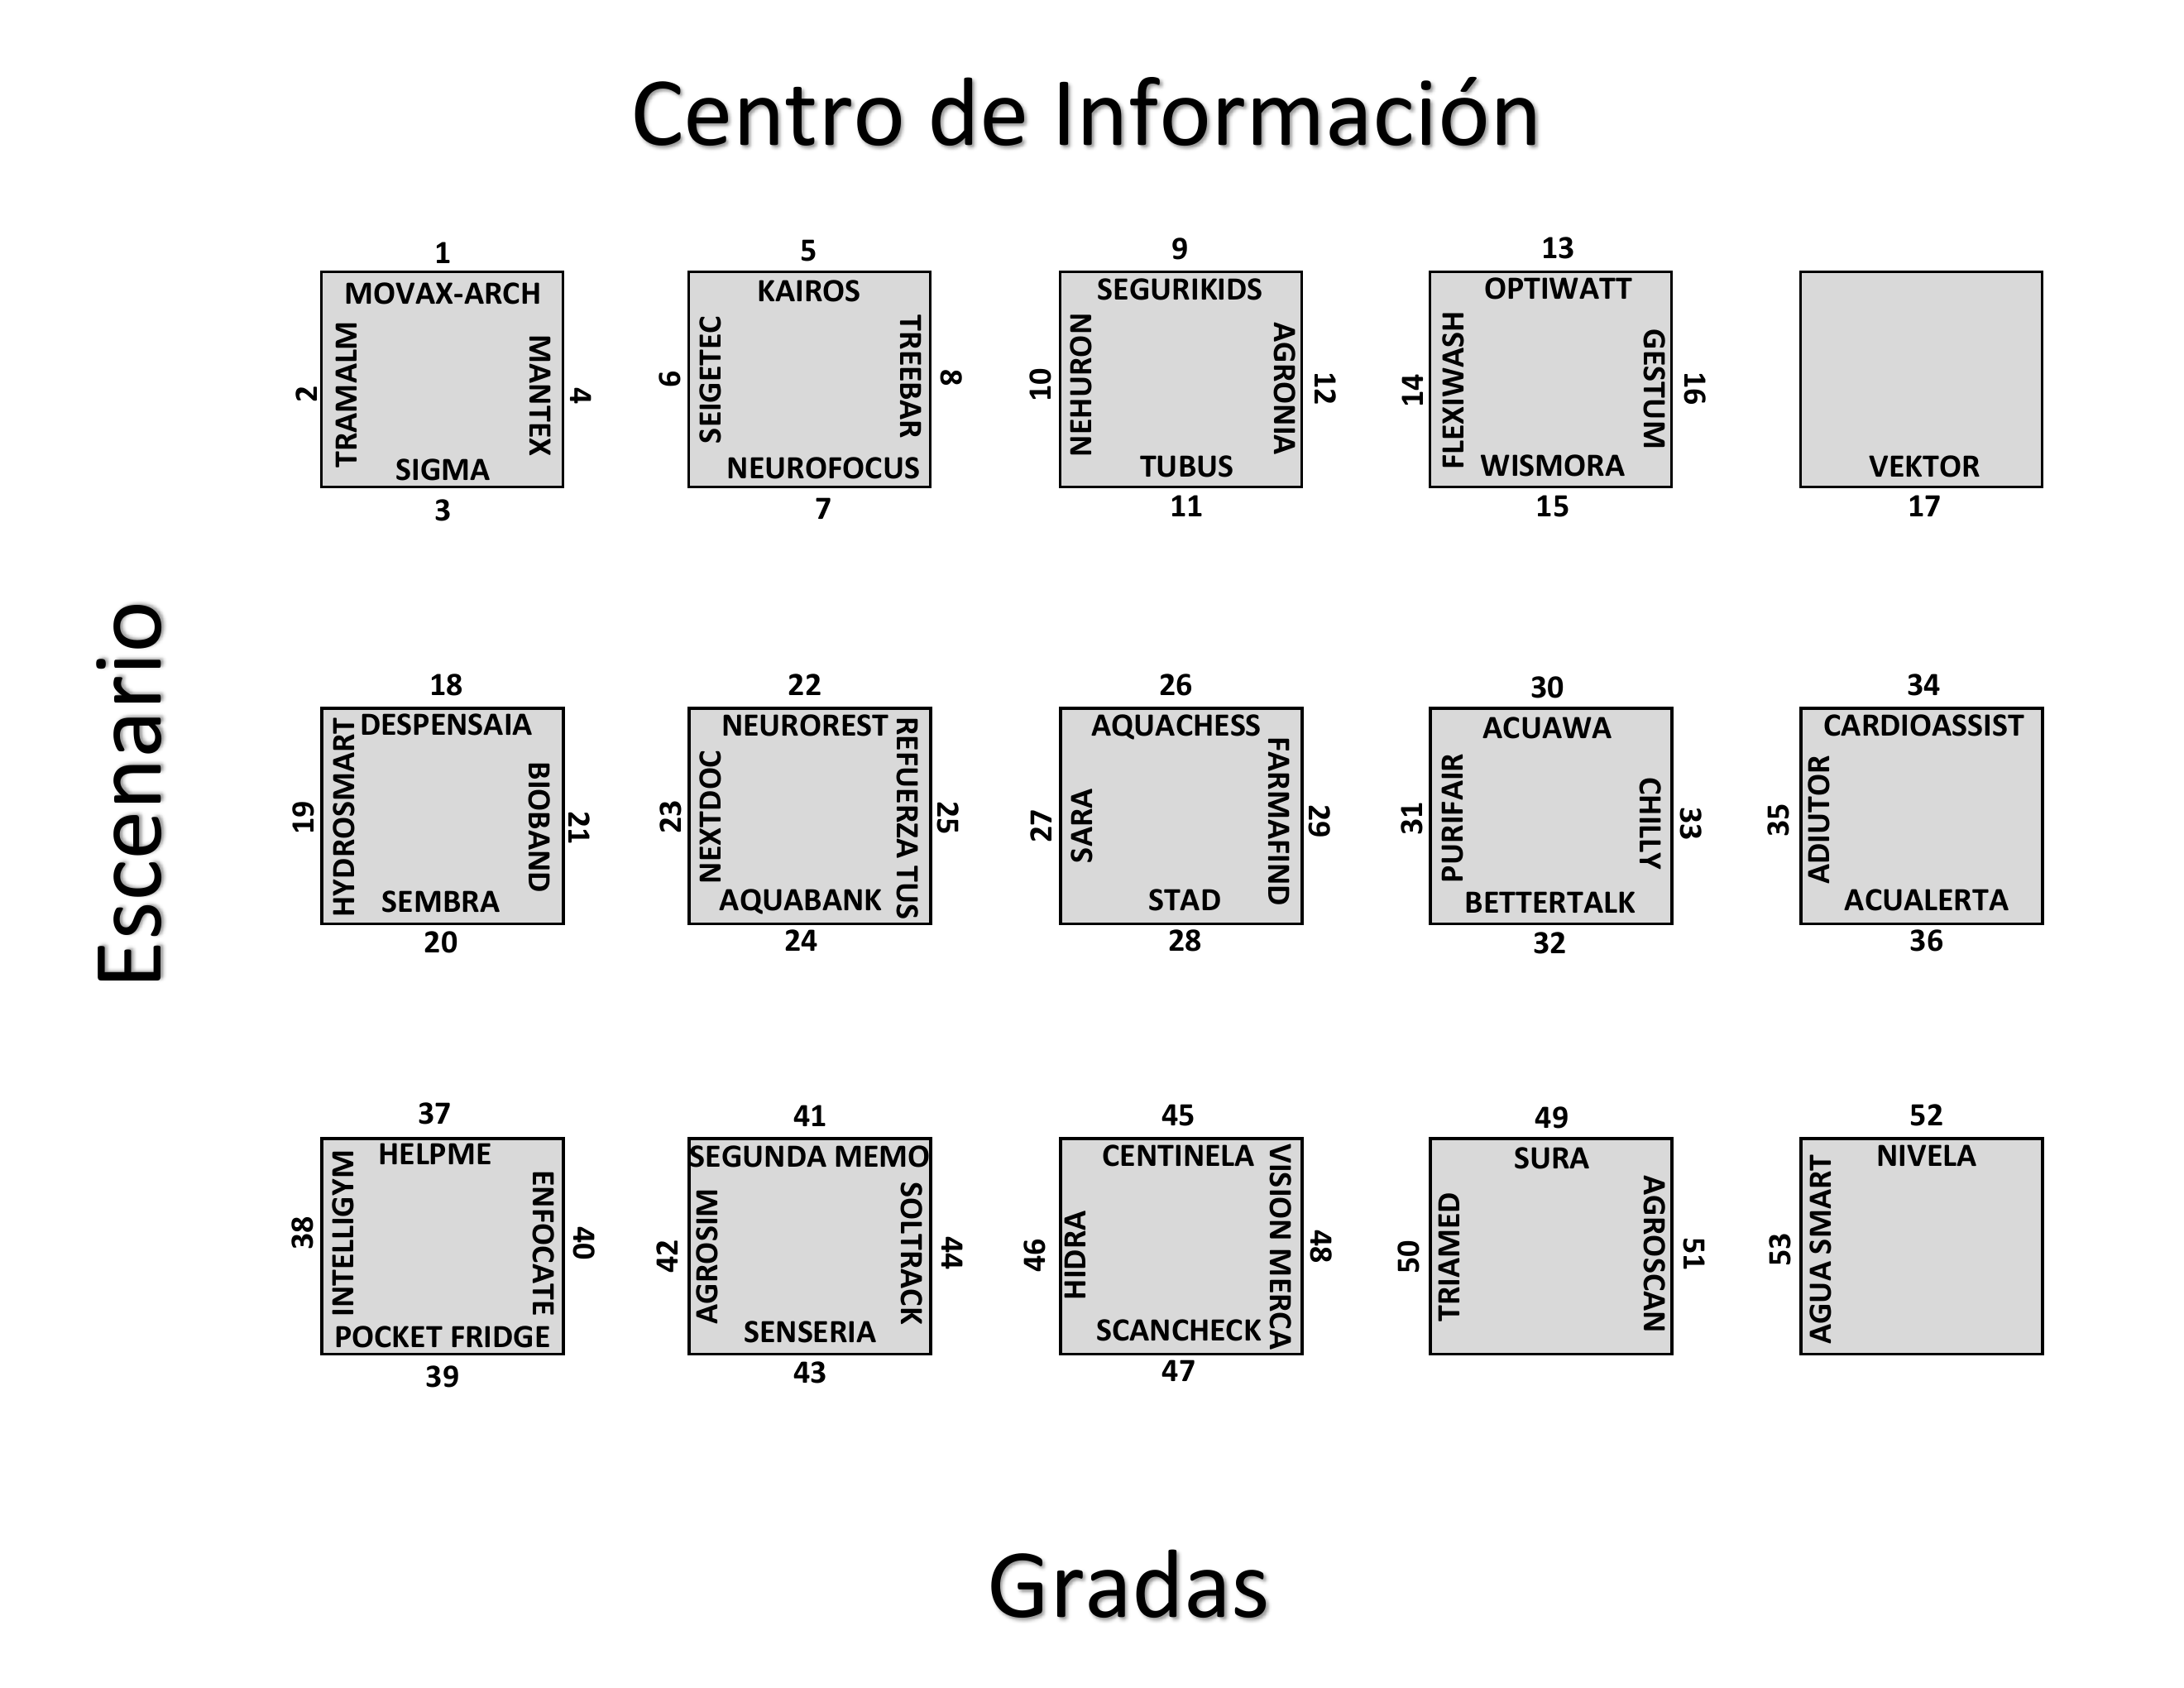 Centro de Información
Escenario
1
MOVAX-ARCH
2
TRAMALM
MANTEX
4
SIGMA
3
5
KAIROS
6
SEIGETEC
TREEBAR
8
NEUROFOCUS
7
9
SEGURIKIDS
10
NEHURON
AGRONIA
12
TUBUS
11
13
OPTIWATT
14
FLEXIWASH
GESTUM
16
WISMORA
15
VEKTOR
17
18
DESPENSAIA
19
HYDROSMART
BIOBAND
21
SEMBRA
20
22
NEUROREST
23
NEXTDOC
REFUERZA TUS
25
AQUABANK
24
26
AQUACHESS
27
SARA
FARMAFIND
29
STAD
28
30
ACUAWA
31
PURIFAIR
CHILLY
33
BETTERTALK
32
34
CARDIOASSIST
35
ADIUTOR
ACUALERTA
36
37
HELPME
38
INTELLIGYM
ENFOCATE
40
POCKET FRIDGE
39
41
SEGUNDA MEMO
42
AGROSIM
SOLTRACK
44
SENSERIA
43
45
CENTINELA
46
HIDRA
VISION MERCA
48
SCANCHECK
47
49
SURA
50
TRIAMED
AGROSCAN
51
52
NIVELA
53
AGUA SMART
Gradas